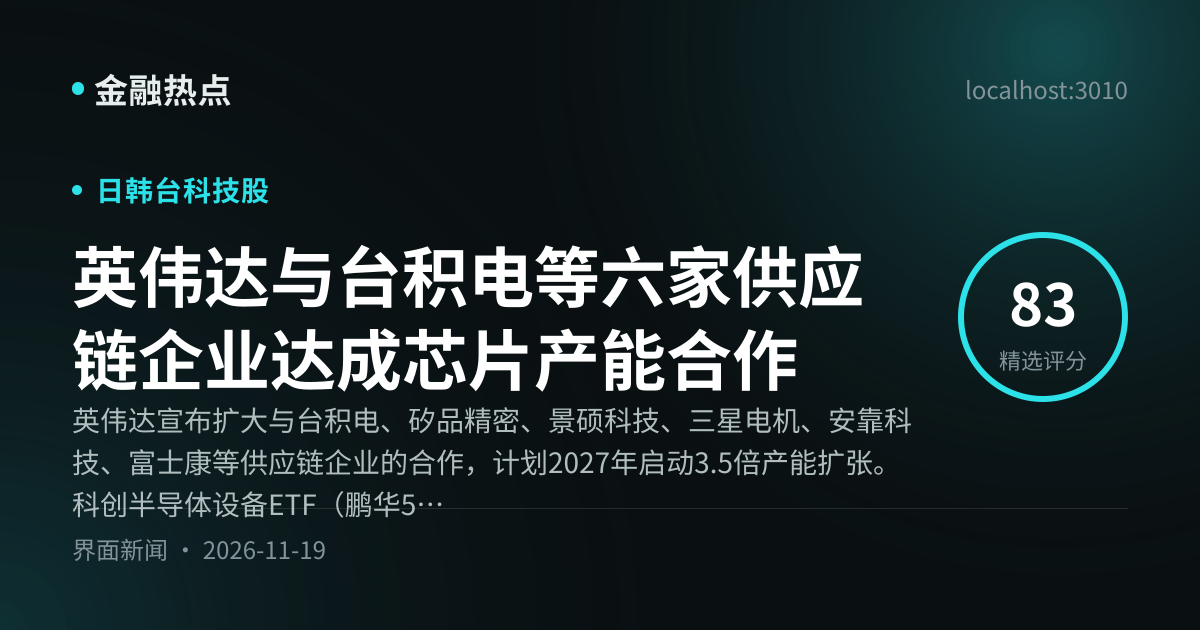 金融热点
localhost:3010
日韩台科技股
英伟达与台积电等六家供应
链企业达成芯片产能合作
83
精选评分
英伟达宣布扩大与台积电、矽品精密、景硕科技、三星电机、安靠科
技、富士康等供应链企业的合作，计划2027年启动3.5倍产能扩张。
科创半导体设备ETF（鹏华5…
界面新闻 • 2026-11-19